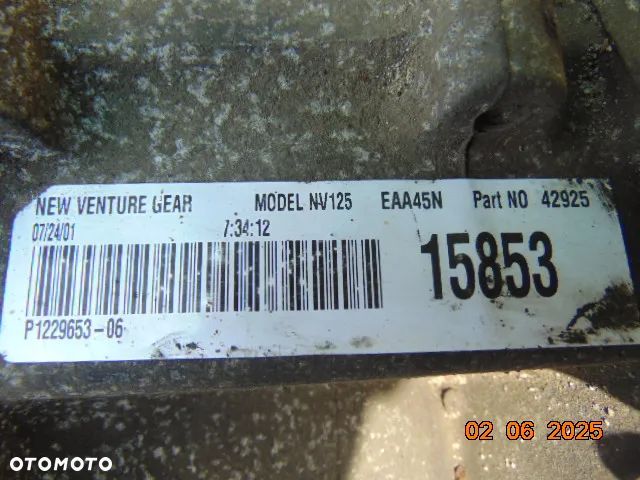 NEW VENTURE GEAR MODEL NV125 EAA45N Part NO 42925
07/24/01 7:34:12
15853
P1229653-06
02 06 2025
OTOMOTO